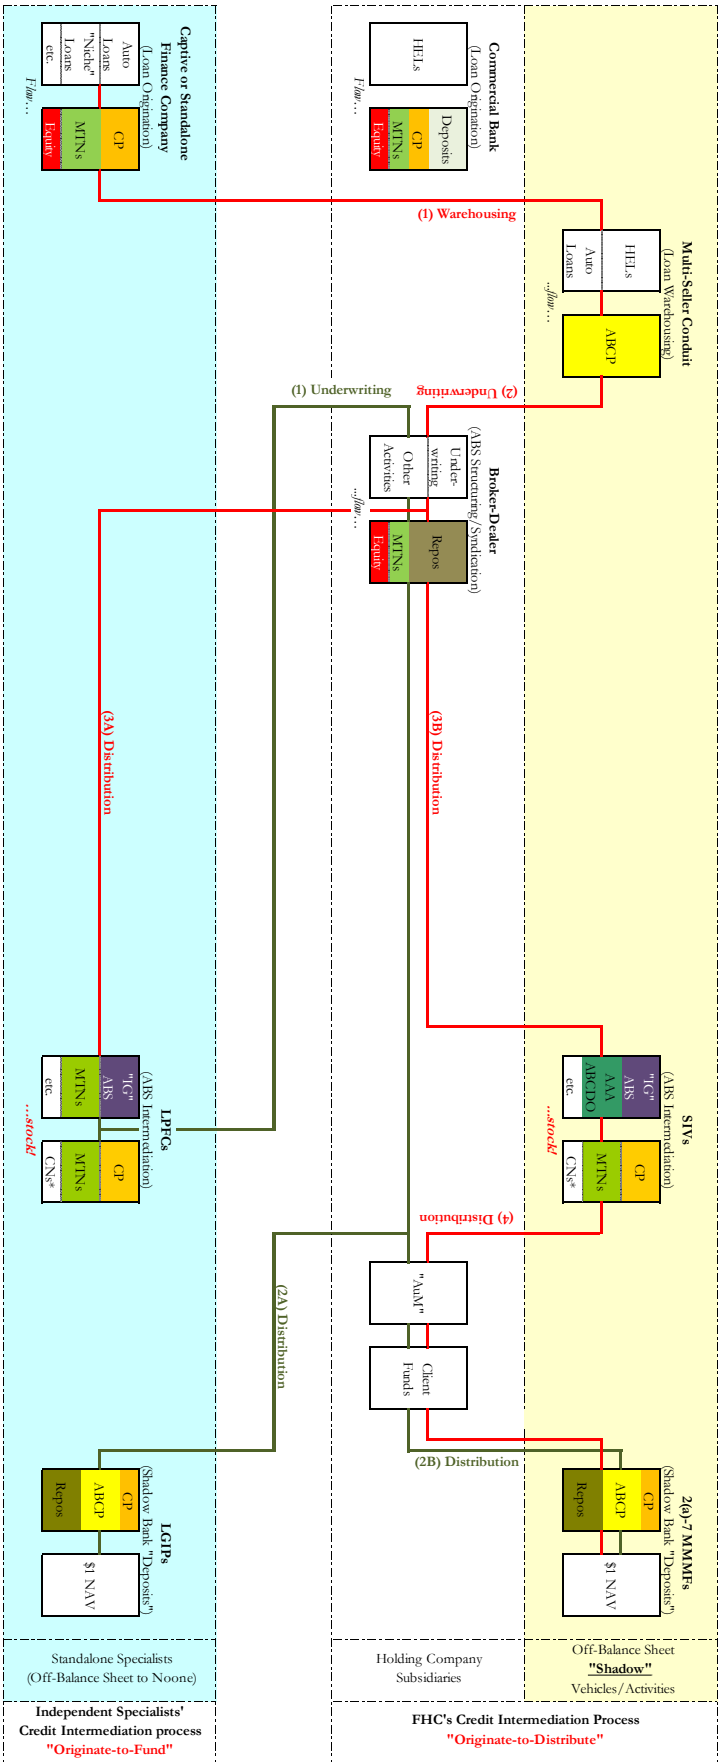 Captive or Standalone
Finance Company
(Loan Origination)
Auto
Loans
"Niche"
Loans
etc.
CP
MTNs
Equity
Flow…
Commercial Bank
(Loan Origination)
HELs
Deposits
CP
MTNs
Equity
Flow…
(1) Warehousing
Multi-Seller Conduit
(Loan Warehousing)
HELs
Auto
Loans
ABCP
...flow…
(1) Underwriting
(2) Underwriting
Broker-Dealer
(ABS Structuring/Syndication)
Under-
writing
Other
Activities
Repos
MTNs
Equity
...flow…
(3A) Distribution
(3B) Distribution
LPFCs
(ABS Intermediation)
"IG"
ABS
MTNs
etc.
CP
MTNs
CNs*
...stock!
SIVs
(ABS Intermediation)
"IG"
ABS
AAA
ABCDO
etc.
CP
MTNs
CNs*
...stock!
(4) Distribution
"AuM"
Client
Funds
(2A) Distribution
(2B) Distribution
LGIPs
(Shadow Bank "Deposits")
CP
ABCP
Repos
$1 NAV
2(a)-7 MMMFs
(Shadow Bank "Deposits")
CP
ABCP
Repos
$1 NAV
Standalone Specialists
(Off-Balance Sheet to Noone)
Holding Company
Subsidiaries
Off-Balance Sheet
"Shadow"
Vehicles/Activities
Independent Specialists'
Credit Intermediation process
"Originate-to-Fund"
FHC's Credit Intermediation Process
"Originate-to-Distribute"